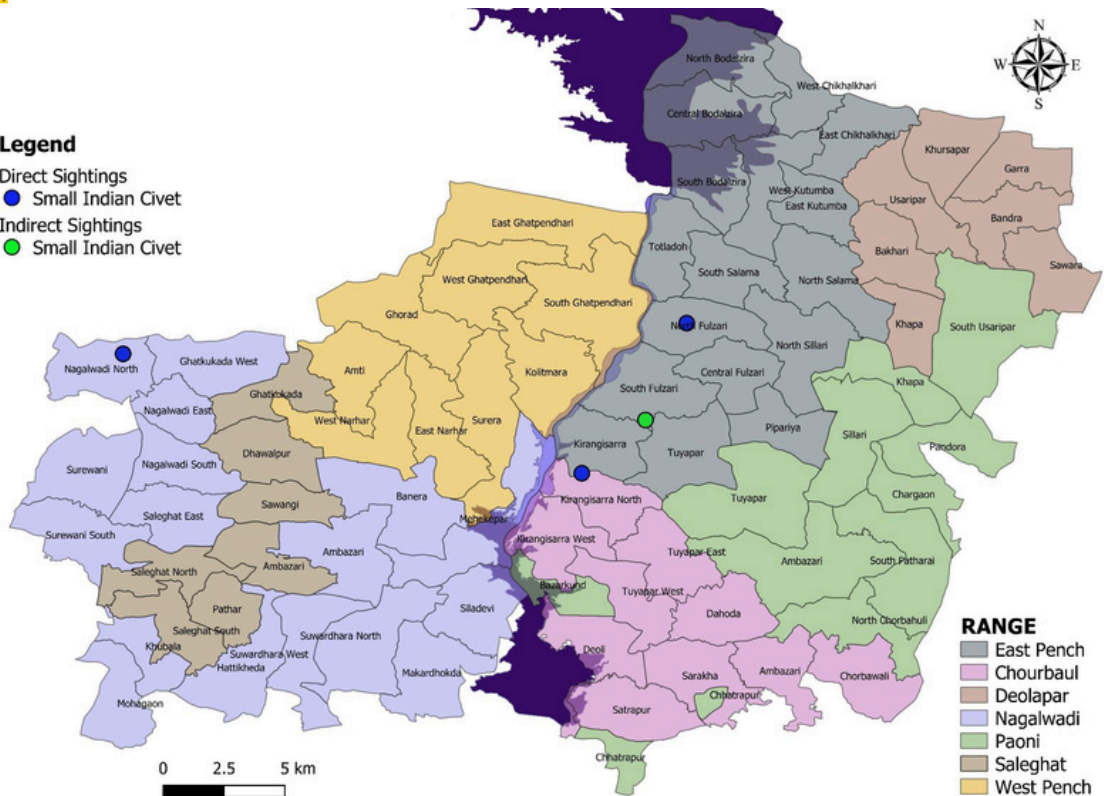 N
W E
S
Legend
Direct Sightings
Small Indian Civet
Indirect Sightings
Small Indian Civet
North Bodalzira
West Chikhalkhari
Central Bodalzira
East Chikhalkhari
Khursapar
Garra
South Bodalzira
West Kutumba
East Kutumba
Usaripar
Bandra
East Ghatpendhari
Totladoh
Bakhari
Sawara
West Ghatpendhari
South Salama
North Salama
South Ghatpendhari
Ghorad
North Fulzari
Khapa
South Usaripar
North Sillari
Nagalwadi North
Ghatkukada West
Amti
Kolitmara
Central Fulzari
South Fulzari
Khapa
Ghatkukada
Nagalwadi East
West Narhar
East Narhar
Surera
Kirangisarra
Pipariya
Sillari
Pandora
Dhawalpur
Tuyapar
Surewani
Nagalwadi South
Banera
Kirangisarra North
Tuyapar
Chargaon
Sawangi
Saleghat East
Mehekepar
Surewani South
Ambazari
Kirangisarra West
Tuyapar East
Ambazari
South Patharai
Saleghat North
Ambazari
Bazarkund
Tuyapar West
Pathar
Siladevi
Dahoda
North Chorbahuli
Saleghat South
Suwardhara North
Khubala
Suwardhara West
Hattikheda
Deoli
Makardhokda
Sarakha
Ambazari
Chorbawali
Mohagaon
Chhatrapur
Satrapur
Chhatrapur
RANGE
East Pench
Chourbaul
Deolapar
Nagalwadi
Paoni
Saleghat
West Pench
0 2.5 5 km